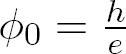 ϕ₀ = h/e